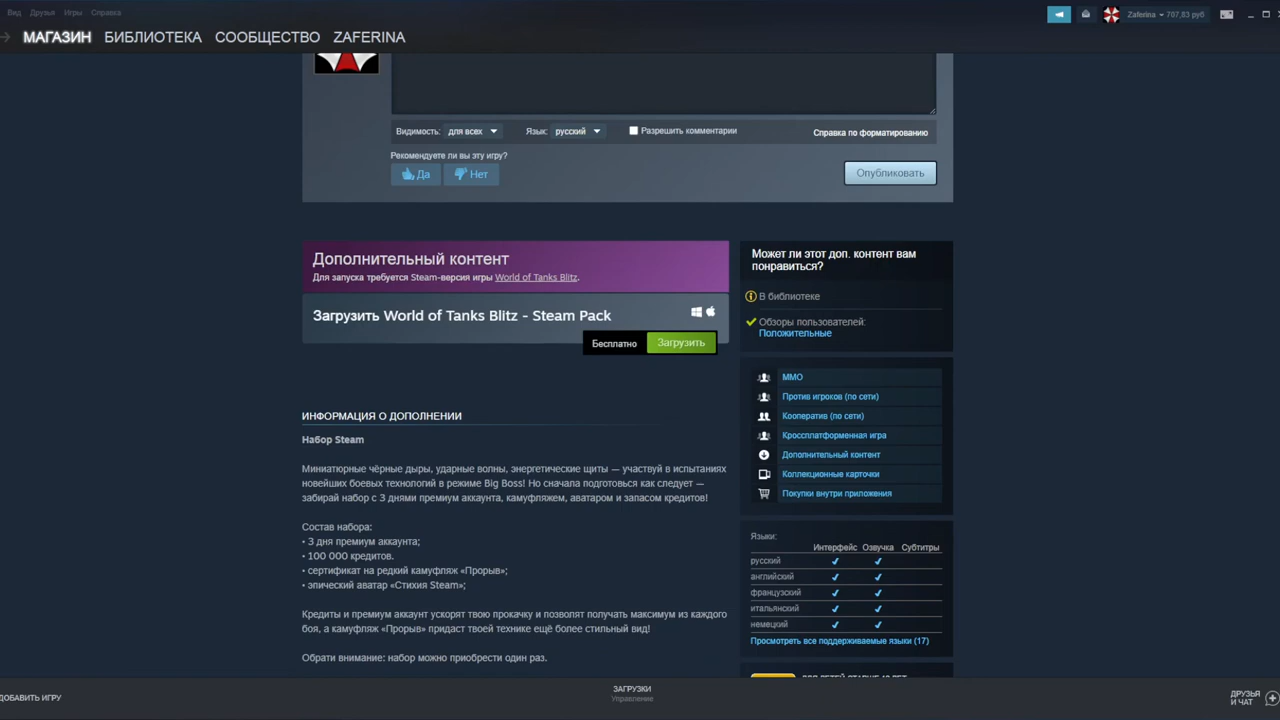 Вид Друзья Игры Справка
Zaferina 707,83 руб
МАГАЗИН БИБЛИОТЕКА СООБЩЕСТВО ZAFERINA
Видимость: для всех Язык: русский Разрешить комментарии Справка по форматированию
Рекомендуете ли вы эту игру?
Да Нет Опубликовать
Дополнительный контент
Для запуска требуется Steam-версия игры World of Tanks Blitz.
Загрузить World of Tanks Blitz - Steam Pack
Бесплатно Загрузить
ИНФОРМАЦИЯ О ДОПОЛНЕНИИ
Набор Steam
Миниатюрные чёрные дыры, ударные волны, энергетические щиты — участвуй в испытаниях
новейших боевых технологий в режиме Big Boss! Но сначала подготовься как следует —
забирай набор с 3 днями премиум аккаунта, камуфляжем, аватаром и запасом кредитов!
Состав набора:
• 3 дня премиум аккаунта;
• 100 000 кредитов.
• сертификат на редкий камуфляж «Прорыв»;
• эпический аватар «Стихия Steam»;
Кредиты и премиум аккаунт ускорят твою прокачку и позволят получать максимум из каждого
боя, а камуфляж «Прорыв» придаст твоей технике ещё более стильный вид!
Обрати внимание: набор можно приобрести один раз.
Может ли этот доп. контент вам
понравиться?
В библиотеке
Обзоры пользователей:
Положительные
ММО
Против игроков (по сети)
Кооператив (по сети)
Кроссплатформенная игра
Дополнительный контент
Коллекционные карточки
Покупки внутри приложения
Языки:
Интерфейс Озвучка Субтитры
русский
английский
французский
итальянский
немецкий
Просмотреть все поддерживаемые языки (17)
ДЛЯ ДЕТЕЙ СТАРШЕ
ДОБАВИТЬ ИГРУ
ЗАГРУЗКИ
Управление
ДРУЗЬЯ
И ЧАТ